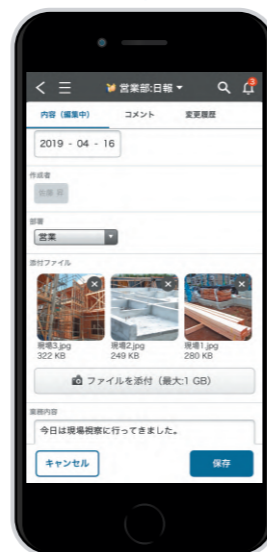 営業部:日報
3
内容（編集中） コメント 変更履歴
2019 - 04 - 16
作成者
部署
営業
添付ファイル
現場3.jpg 現場2.jpg 現場1.jpg
322 KB 249 KB 280 KB
ファイルを添付（最大:1 GB）
業務内容
今日は現場視察に行ってきました。
キャンセル 保存